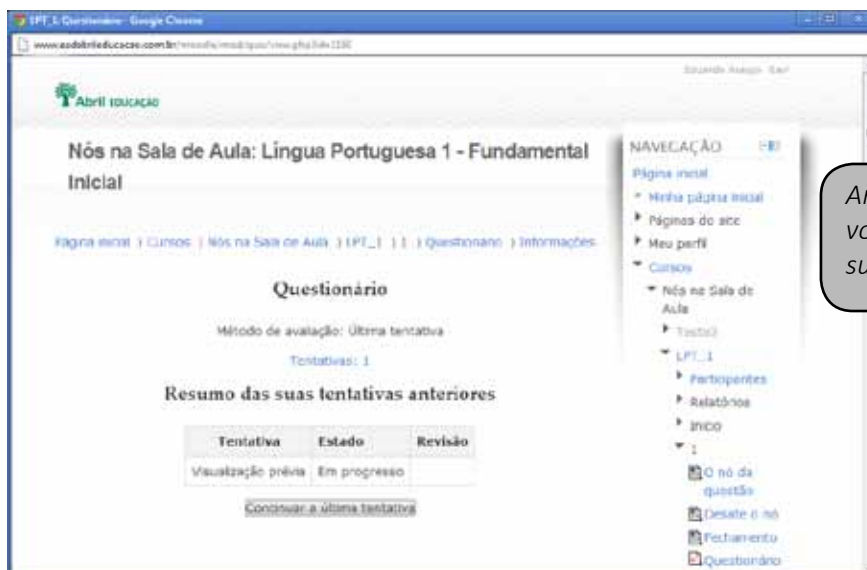 LPT_1: Questionário - Google Chrome
Abril EDUCAÇÃO
Nós na Sala de Aula: Língua Portuguesa 1 - Fundamental
Inicial
Página inicial Cursos Nós na Sala de Aula LPT_1 1 Questionário Informações
Questionário
Método de avaliação: Última tentativa
Tentativas: 1
Resumo das suas tentativas anteriores
Tentativa Estado Revisão
Visualização prévia Em progresso
Continuar a última tentativa
NAVEGAÇÃO
Página inicial
Minha página inicial
Páginas do site
Meu perfil
Cursos
Nós na Sala de
Aula
LPT_1
Participantes
Relatórios
Início
1
O nó da
questão
Desate o nó
Fechamento
Questionário